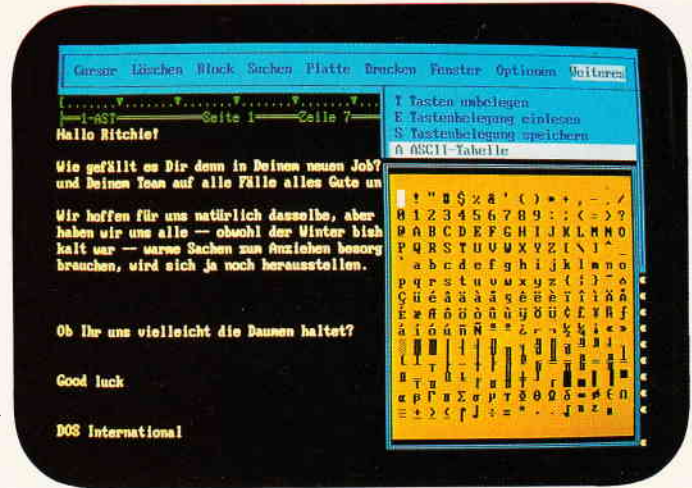 Cursor Löschen Block Suchen Platte Drucken Fenster Optionen Weiteres
1-AST Seite 1 Zeile 7
T Tasten umbelegen
E Tastenbelegung einlesen
S Tastenbelegung speichern
A ASCII-Tabelle
Hallo Ritchie!
Wie gefällt es Dir denn in Deinem neuen Job?
und Deinem Team auf alle Fälle alles Gute un
Wir hoffen für uns natürlich dasselbe, aber
haben wir uns alle -- obwohl der Winter bish
kalt war -- warme Sachen zum Anziehen besorg
brauchen, wird sich ja noch herausstellen.
Ob Ihr uns vielleicht die Daumen haltet?
Good luck
DOS International
! " # $ % & ' ( ) * + , - . /
0 1 2 3 4 5 6 7 8 9 : ; < = > ?
@ A B C D E F G H I J K L M N O
P Q R S T U V W X Y Z [ \ ] ^ _
` a b c d e f g h i j k l m n o
p q r s t u v w x y z { | } ~